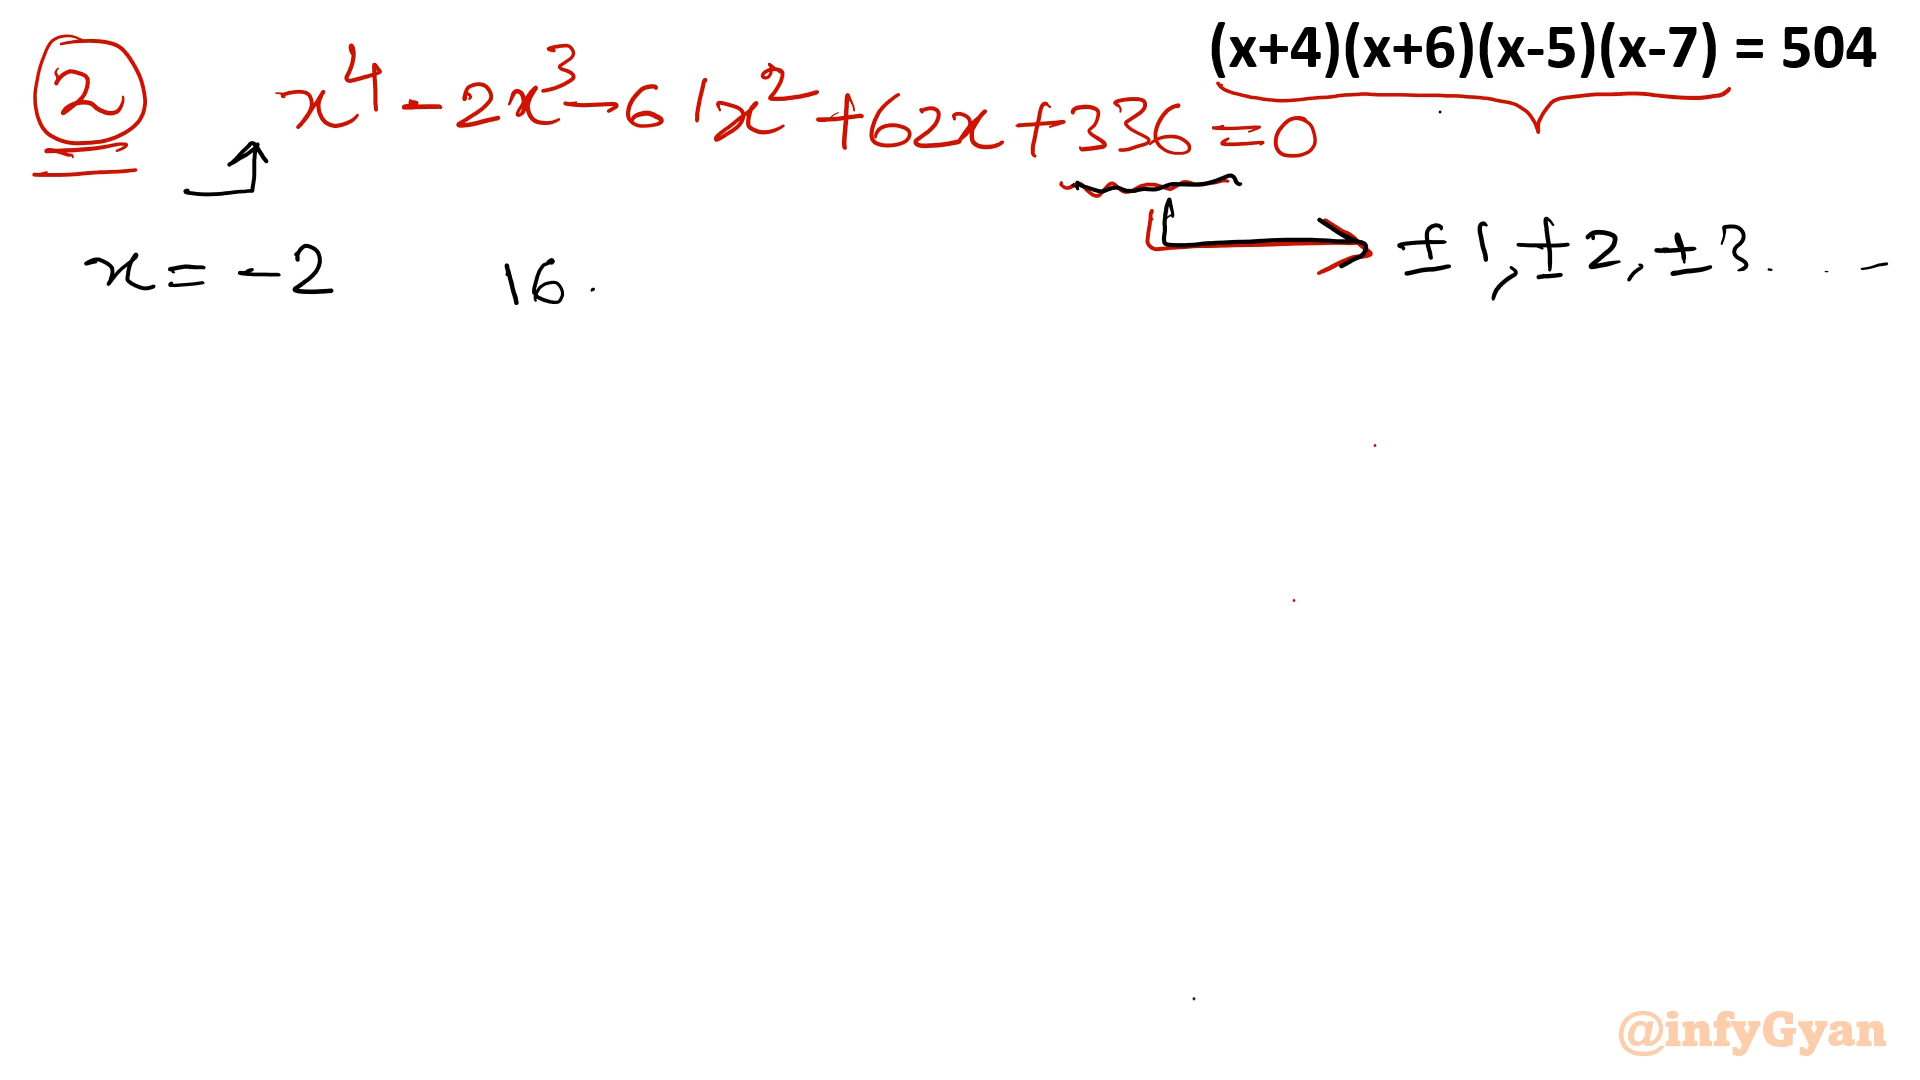 (x+4)(x+6)(x-5)(x-7) = 504
2 x⁴ - 2x³ - 61x² + 62x + 336 = 0
x = -2 16. ±1, ±2, ±3. . . -
@infyGyan